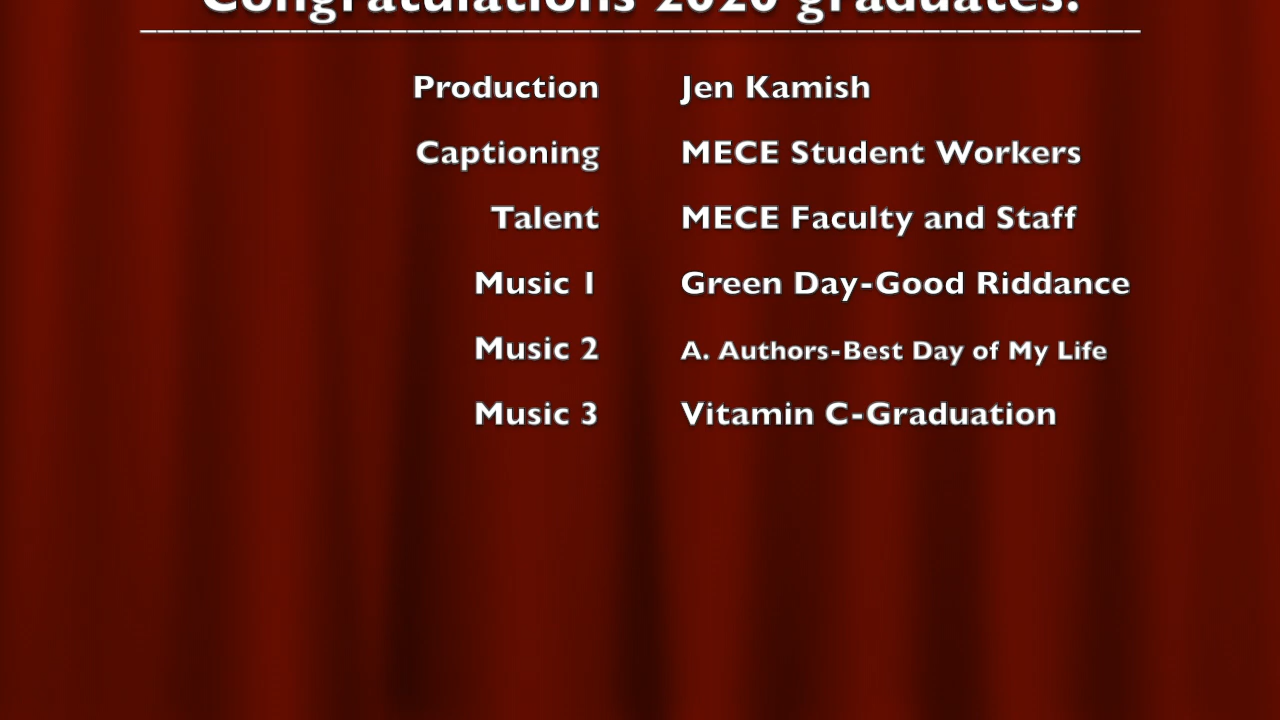 Congratulations 2020 graduates!
Production Jen Kamish
Captioning MECE Student Workers
Talent MECE Faculty and Staff
Music 1 Green Day-Good Riddance
Music 2 A. Authors-Best Day of My Life
Music 3 Vitamin C-Graduation